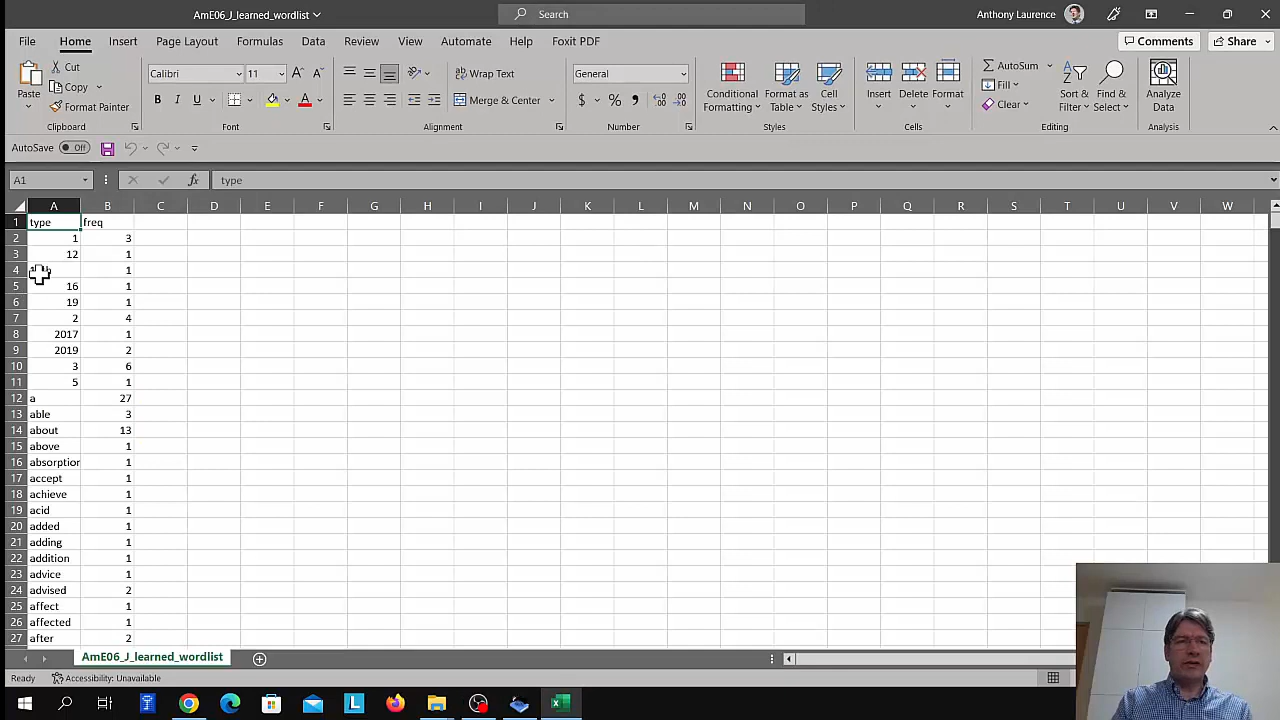 AmE06_J_learned_wordlist
Search
Anthony Laurence
File Home Insert Page Layout Formulas Data Review View Automate Help Foxit PDF
Comments Share
Paste
Cut
Copy
Format Painter
Clipboard
Calibri 11
B I U
Font
Wrap Text
Merge & Center
Alignment
General
$ % ,
Number
Conditional Formatting
Format as Table
Cell Styles
Styles
Insert Delete Format
Cells
AutoSum
Fill
Clear
Sort & Filter
Find & Select
Editing
Analyze Data
Analysis
AutoSave Off
A1 fx type
A B C D E F G H I J K L M N O P Q R S T U V W
1 type freq
2 1 3
3 12 1
4 1
5 16 1
6 19 1
7 2 4
8 2017 1
9 2019 2
10 3 6
11 5 1
12 a 27
13 able 3
14 about 13
15 above 1
16 absorption 1
17 accept 1
18 achieve 1
19 acid 1
20 added 1
21 adding 1
22 addition 1
23 advice 1
24 advised 2
25 affect 1
26 affected 1
27 after 2
AmE06_J_learned_wordlist
Ready Accessibility: Unavailable